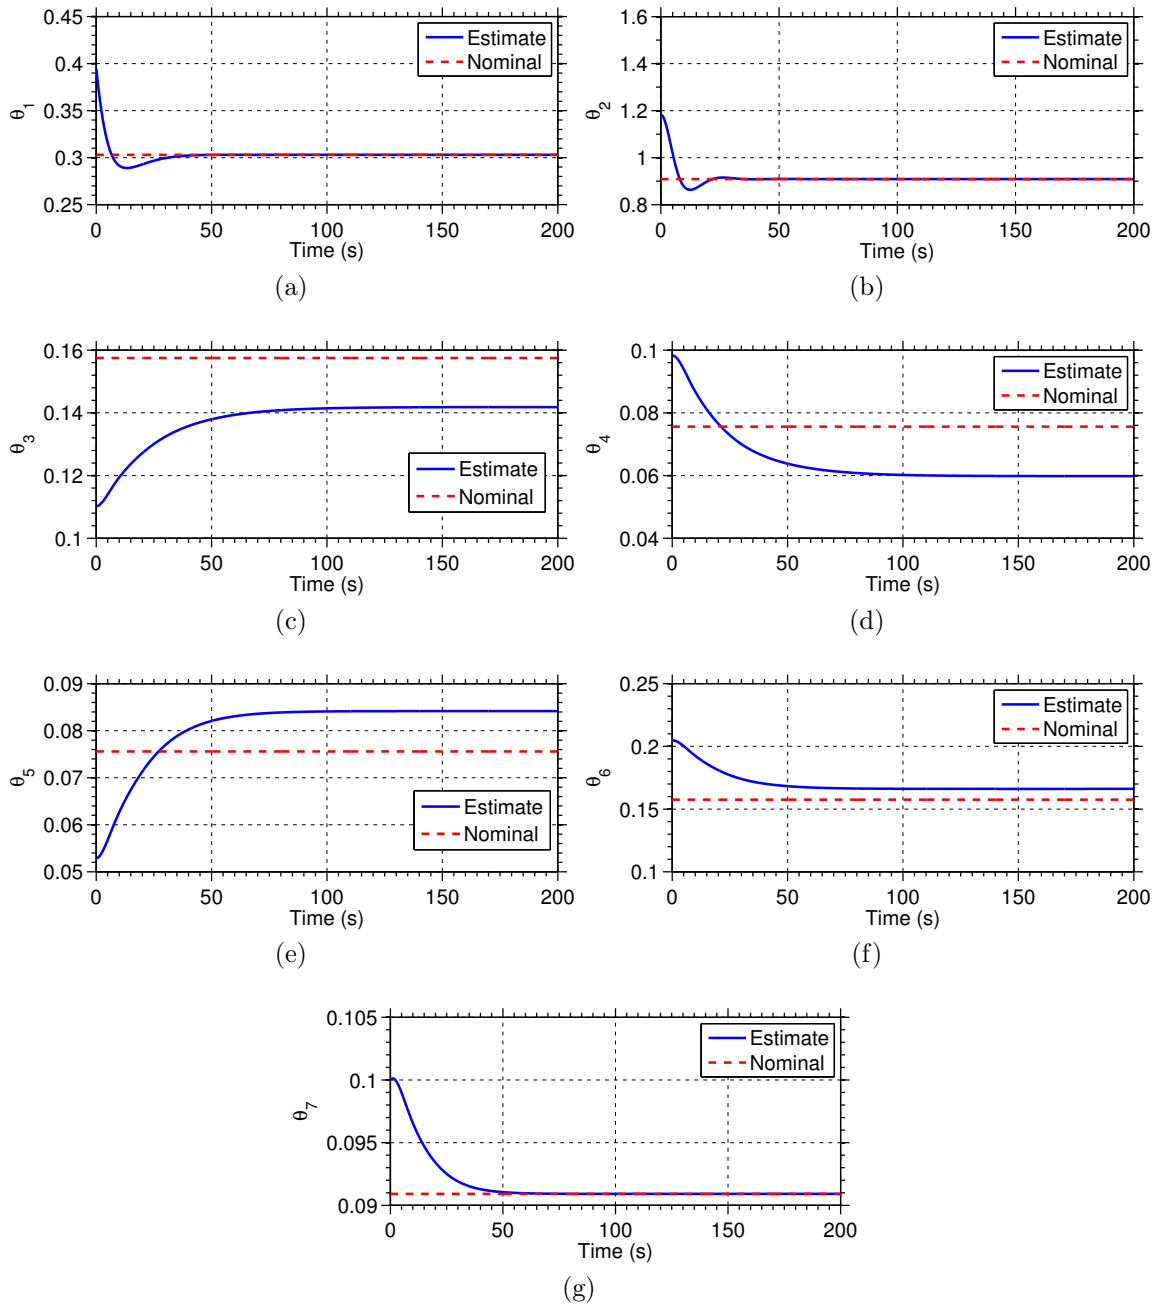 0.45
0.4
0.35
0.3
0.25
θ1
Estimate
Nominal
0 50 100 150 200
Time (s)
(a)
1.6
1.4
1.2
1
0.8
θ2
Estimate
Nominal
0 50 100 150 200
Time (s)
(b)
0.16
0.14
0.12
0.1
θ3
Estimate
Nominal
0 50 100 150 200
Time (s)
(c)
0.1
0.08
0.06
0.04
θ4
Estimate
Nominal
0 50 100 150 200
Time (s)
(d)
0.09
0.08
0.07
0.06
0.05
θ5
Estimate
Nominal
0 50 100 150 200
Time (s)
(e)
0.25
0.2
0.15
0.1
θ6
Estimate
Nominal
0 50 100 150 200
Time (s)
(f)
0.105
0.1
0.095
0.09
θ7
Estimate
Nominal
0 50 100 150 200
Time (s)
(g)